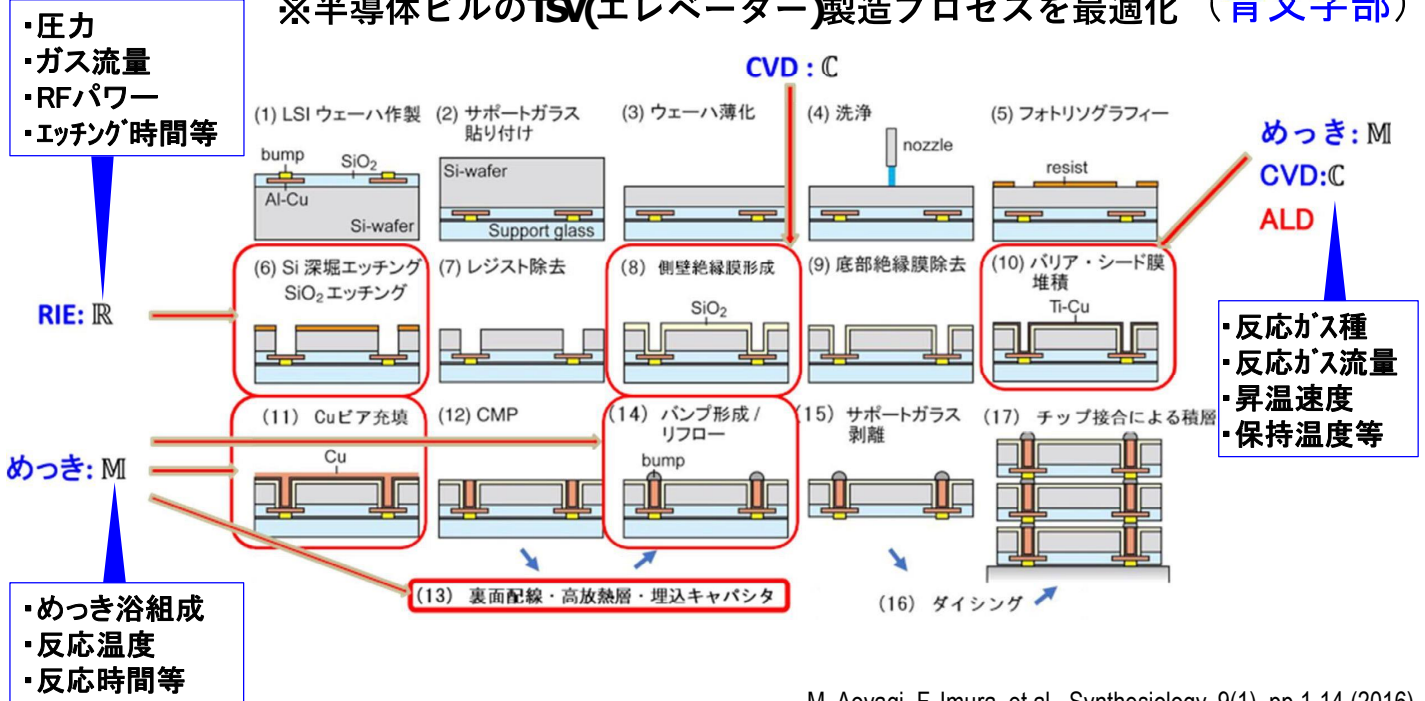 ※半導体ビルのTSV(エレベーター)製造プロセスを最適化（青文字部）
・圧力
・ガス流量
・RFパワー
・エッチング時間等
CVD : ℂ
(1) LSI ウェーハ作製
bump
SiO2
Al-Cu
Si-wafer
(2) サポートガラス
貼り付け
Si-wafer
Support glass
(3) ウェーハ薄化
(4) 洗浄
nozzle
(5) フォトリソグラフィー
resist
めっき: 𝕄
CVD:ℂ
ALD
RIE: ℝ
(6) Si 深堀エッチング
SiO2 エッチング
(7) レジスト除去
(8) 側壁絶縁膜形成
SiO2
(9) 底部絶縁膜除去
(10) バリア・シード膜
堆積
Ti-Cu
・反応ガス種
・反応ガス流量
・昇温速度
・保持温度等
めっき: 𝕄
(11) Cuビア充填
Cu
(12) CMP
(14) バンプ形成 /
リフロー
bump
(15) サポートガラス
剥離
(17) チップ接合による積層
(13) 裏面配線・高放熱層・埋込キャパシタ
(16) ダイシング
・めっき浴組成
・反応温度
・反応時間等
M. Aoyagi, F. Imura, et al., Synthesiology, 9(1), pp.1-14 (2016)